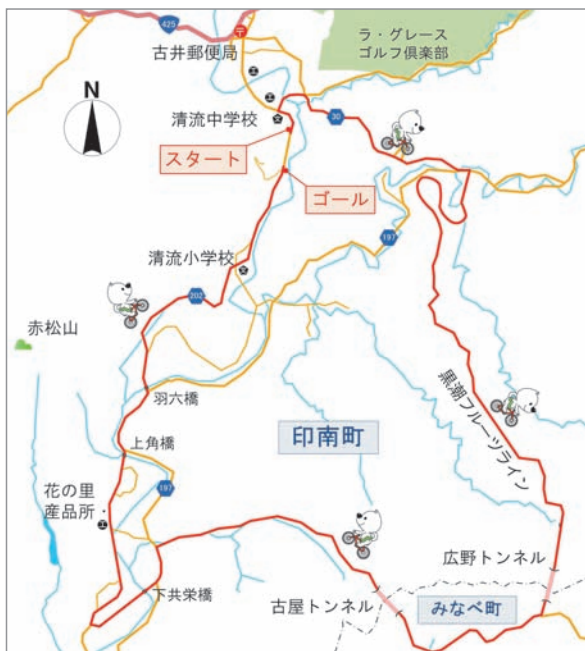 425
古井郵便局
ラ・グレース
ゴルフ倶楽部
N
清流中学校
30
スタート
ゴール
197
清流小学校
202
赤松山
羽六橋
黒潮フルーツライン
印南町
上角橋
197
花の里
産品所
広野トンネル
下共栄橋
古屋トンネル
みなべ町